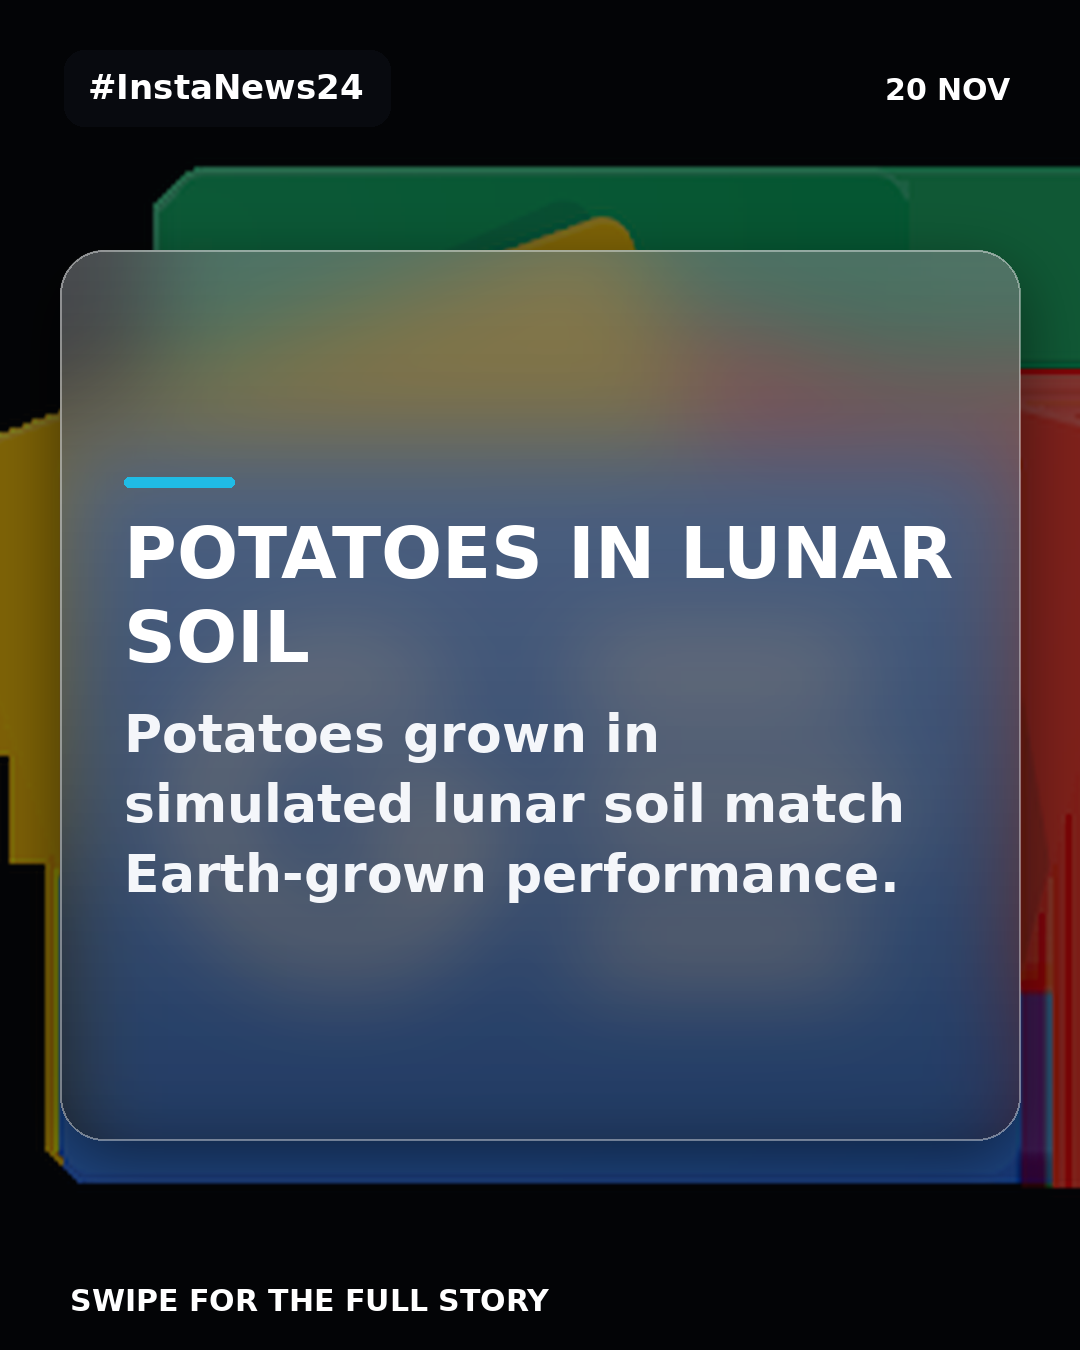 #InstaNews24
20 NOV
POTATOES IN LUNAR
SOIL
Potatoes grown in
simulated lunar soil match
Earth-grown performance.
SWIPE FOR THE FULL STORY